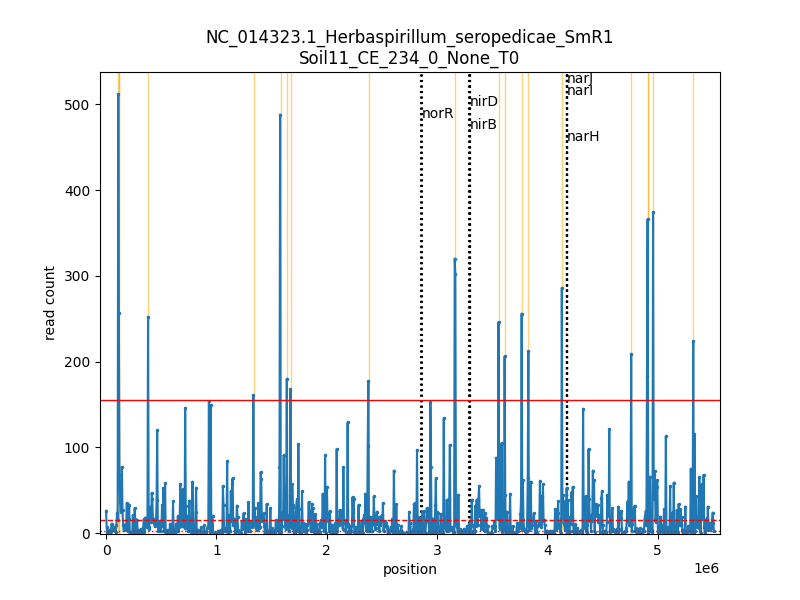 NC_014323.1_Herbaspirillum_seropedicae_SmR1
Soil11_CE_234_0_None_T0
read count
500
400
300
200
100
0
norR
nirD
nirB
narJ
narI
narH
0
1
2
3
4
5
1e6
position